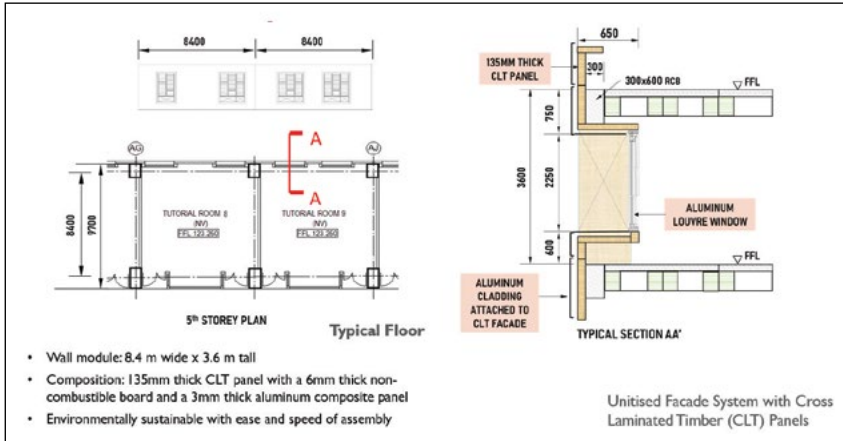 8400 8400
AG AJ
A
A
8400
9700
TUTORIAL ROOM 8
(NV)
FFL 123.260
TUTORIAL ROOM 9
(NV)
FFL 123.260
5th STOREY PLAN
Typical Floor
• Wall module: 8.4 m wide x 3.6 m tall
• Composition: 135mm thick CLT panel with a 6mm thick non-
combustible board and a 3mm thick aluminum composite panel
• Environmentally sustainable with ease and speed of assembly
650
135MM THICK
CLT PANEL
300
300x600 RCB
FFL
750
3600
2250
600
ALUMINUM
LOUVRE WINDOW
FFL
ALUMINUM
CLADDING
ATTACHED TO
CLT FACADE
TYPICAL SECTION AA'
Unitised Facade System with Cross
Laminated Timber (CLT) Panels